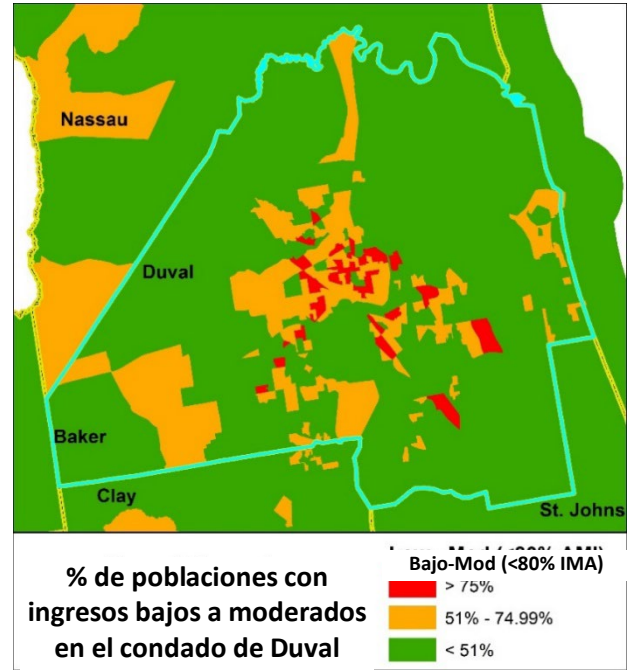 Nassau
Duval
Baker
Clay
St. Johns
% de poblaciones con
ingresos bajos a moderados
en el condado de Duval
Bajo-Mod (<80% IMA)
> 75%
51% - 74.99%
< 51%